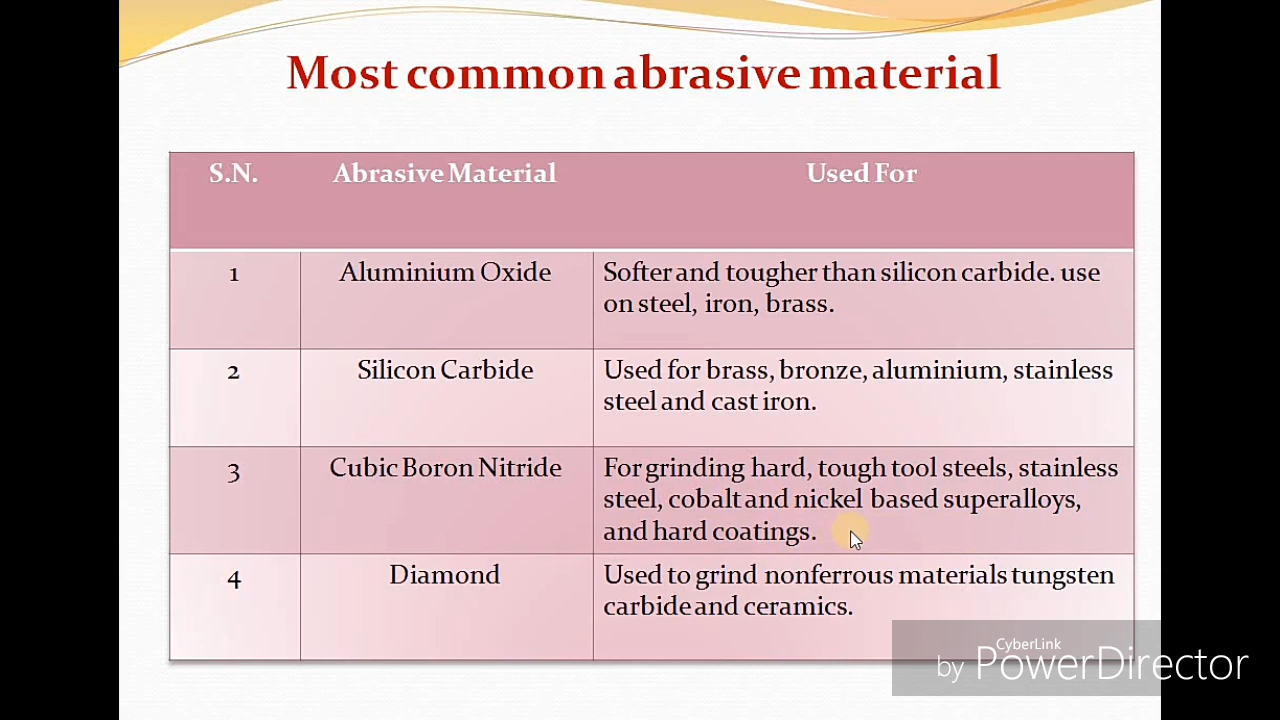 Most common abrasive material
S.N. Abrasive Material Used For
1 Aluminium Oxide Softer and tougher than silicon carbide. use
on steel, iron, brass.
2 Silicon Carbide Used for brass, bronze, aluminium, stainless
steel and cast iron.
3 Cubic Boron Nitride For grinding hard, tough tool steels, stainless
steel, cobalt and nickel based superalloys,
and hard coatings.
4 Diamond Used to grind nonferrous materials tungsten
carbide and ceramics.
CyberLink
by PowerDirector